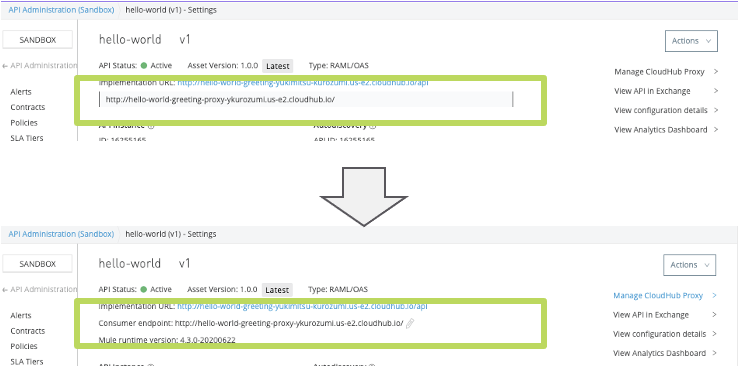 API Administration (Sandbox) hello-world (v1) - Settings
SANDBOX
hello-world v1
Actions
API Administration
API Status: Active Asset Version: 1.0.0 Latest Type: RAML/OAS
Implementation URL: http://hello-world-greeting-yukimitsu-kurozumi.us-e2.cloudhub.io/api
http://hello-world-greeting-proxy-ykurozumi.us-e2.cloudhub.io/
Alerts
Contracts
Policies
SLA Tiers
API Instance Autodiscovery
ID: 16255165 API ID: 16255165
Manage CloudHub Proxy >
View API in Exchange >
View configuration details >
View Analytics Dashboard >
API Administration (Sandbox) hello-world (v1) - Settings
SANDBOX
hello-world v1
Actions
API Administration
API Status: Active Asset Version: 1.0.0 Latest Type: RAML/OAS
Implementation URL: http://hello-world-greeting-yukimitsu-kurozumi.us-e2.cloudhub.io/api
Consumer endpoint: http://hello-world-greeting-proxy-ykurozumi.us-e2.cloudhub.io/
Mule runtime version: 4.3.0-20200622
Alerts
Contracts
Policies
SLA Tiers
API Instance Autodiscovery
Manage CloudHub Proxy >
View API in Exchange >
View configuration details >
View Analytics Dashboard >